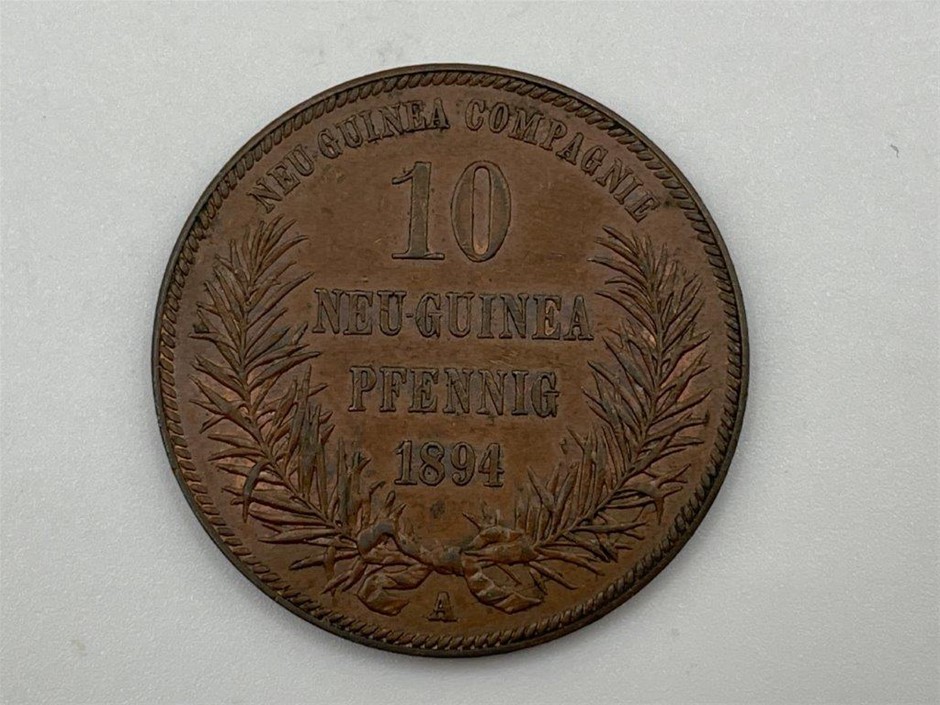 NEU-GUINEA COMPAGNIE
10
NEU-GUINEA
PFENNIG
1894
A